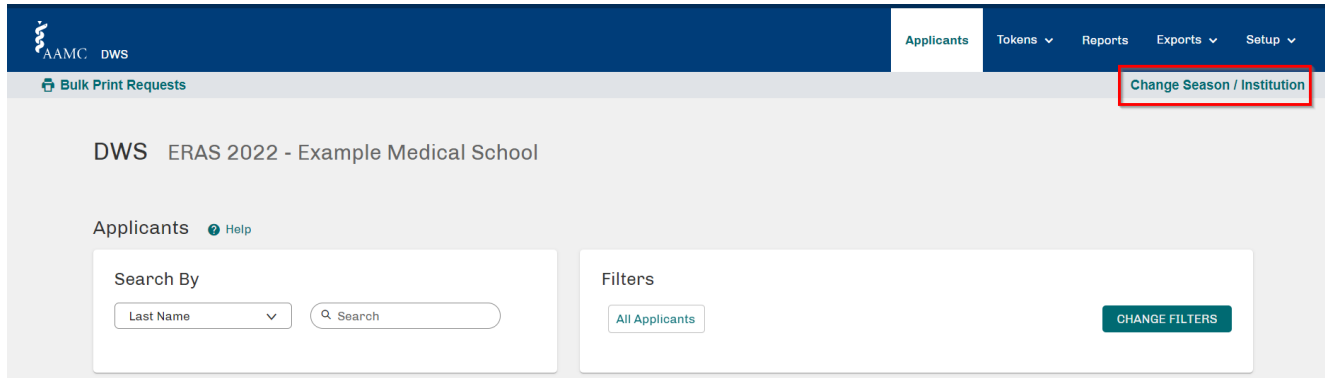 AAMC DWS
Applicants Tokens Reports Exports Setup
Bulk Print Requests
Change Season / Institution
DWS ERAS 2022 - Example Medical School
Applicants Help
Search By
Last Name Search
Filters
All Applicants CHANGE FILTERS